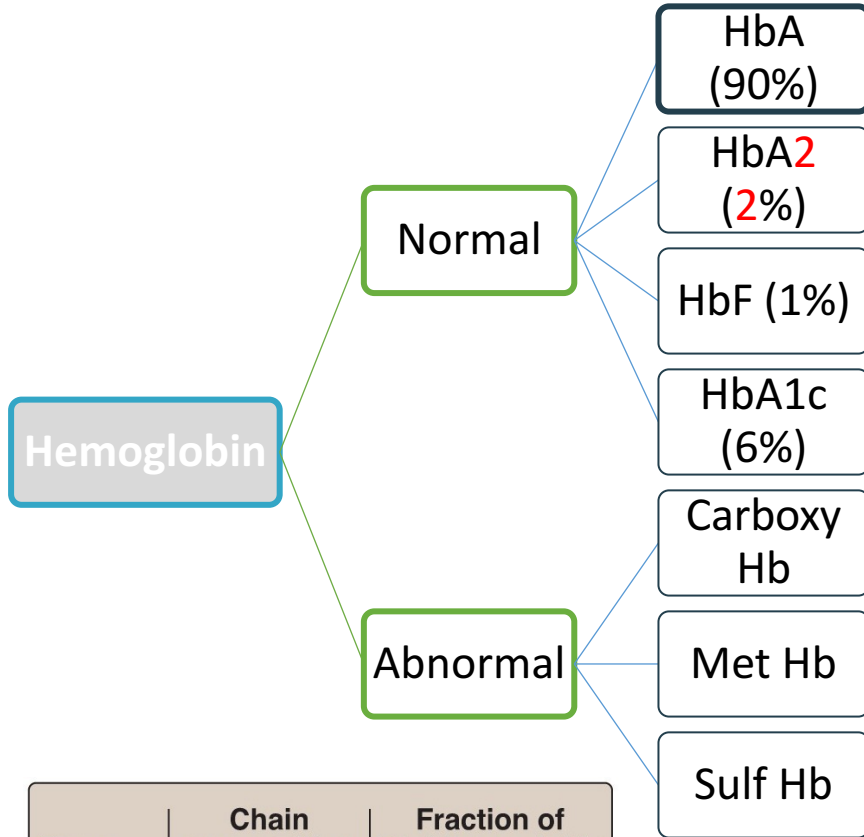 HbA
(90%)
HbA2
(2%)
Normal
HbF (1%)
HbA1c
(6%)
Hemoglobin
Carboxy
Hb
Abnormal
Met Hb
Sulf Hb
Chain
Fraction of